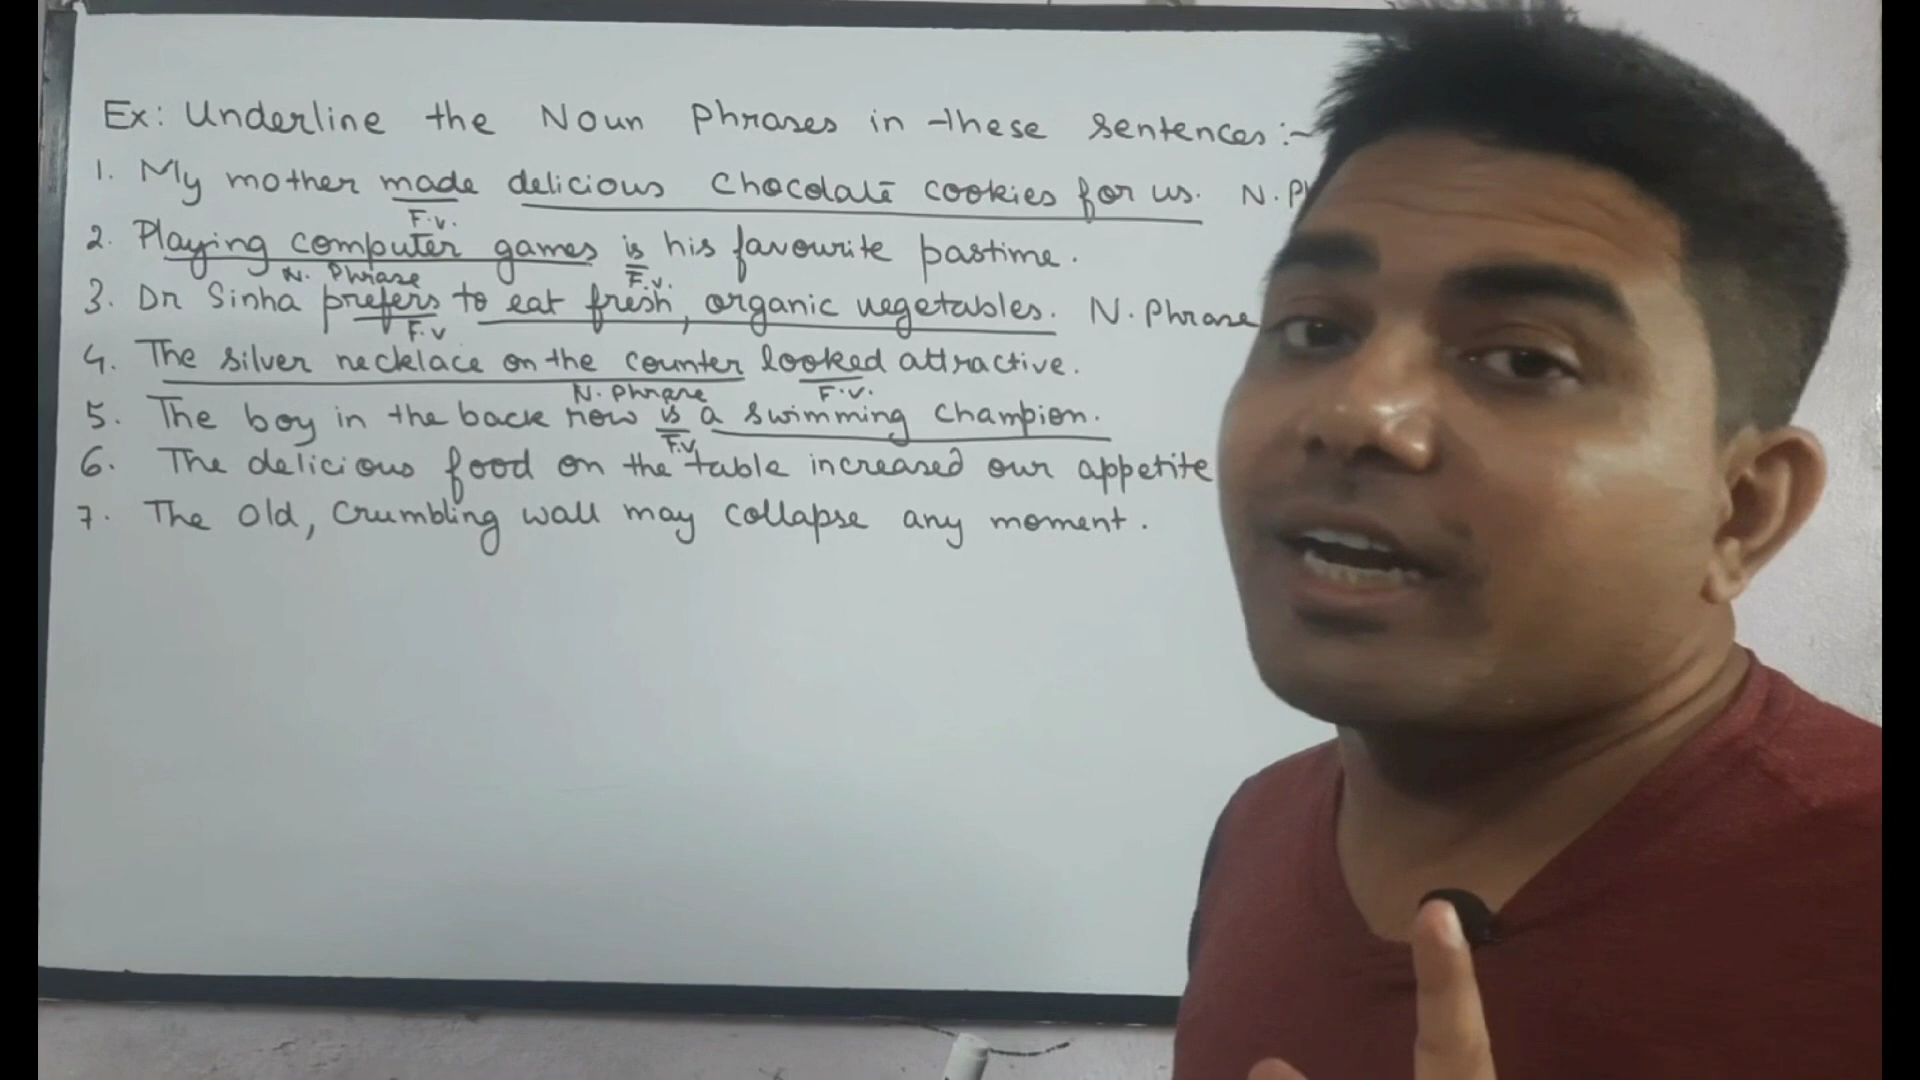 Ex: Underline the Noun Phrases in these sentences:~
1. My mother made delicious Chocolate cookies for us. N.Ph
F.V.
2. Playing computer games is his favourite pastime.
N. Phrase F.V.
3. Dr Sinha prefers to eat fresh, organic vegetables. N. Phrase
F.V
4. The silver necklace on the counter looked attractive.
N. Phrase F.V.
5. The boy in the back row is a swimming champion.
F.V
6. The delicious food on the table increased our appetite
7. The old, crumbling wall may collapse any moment.